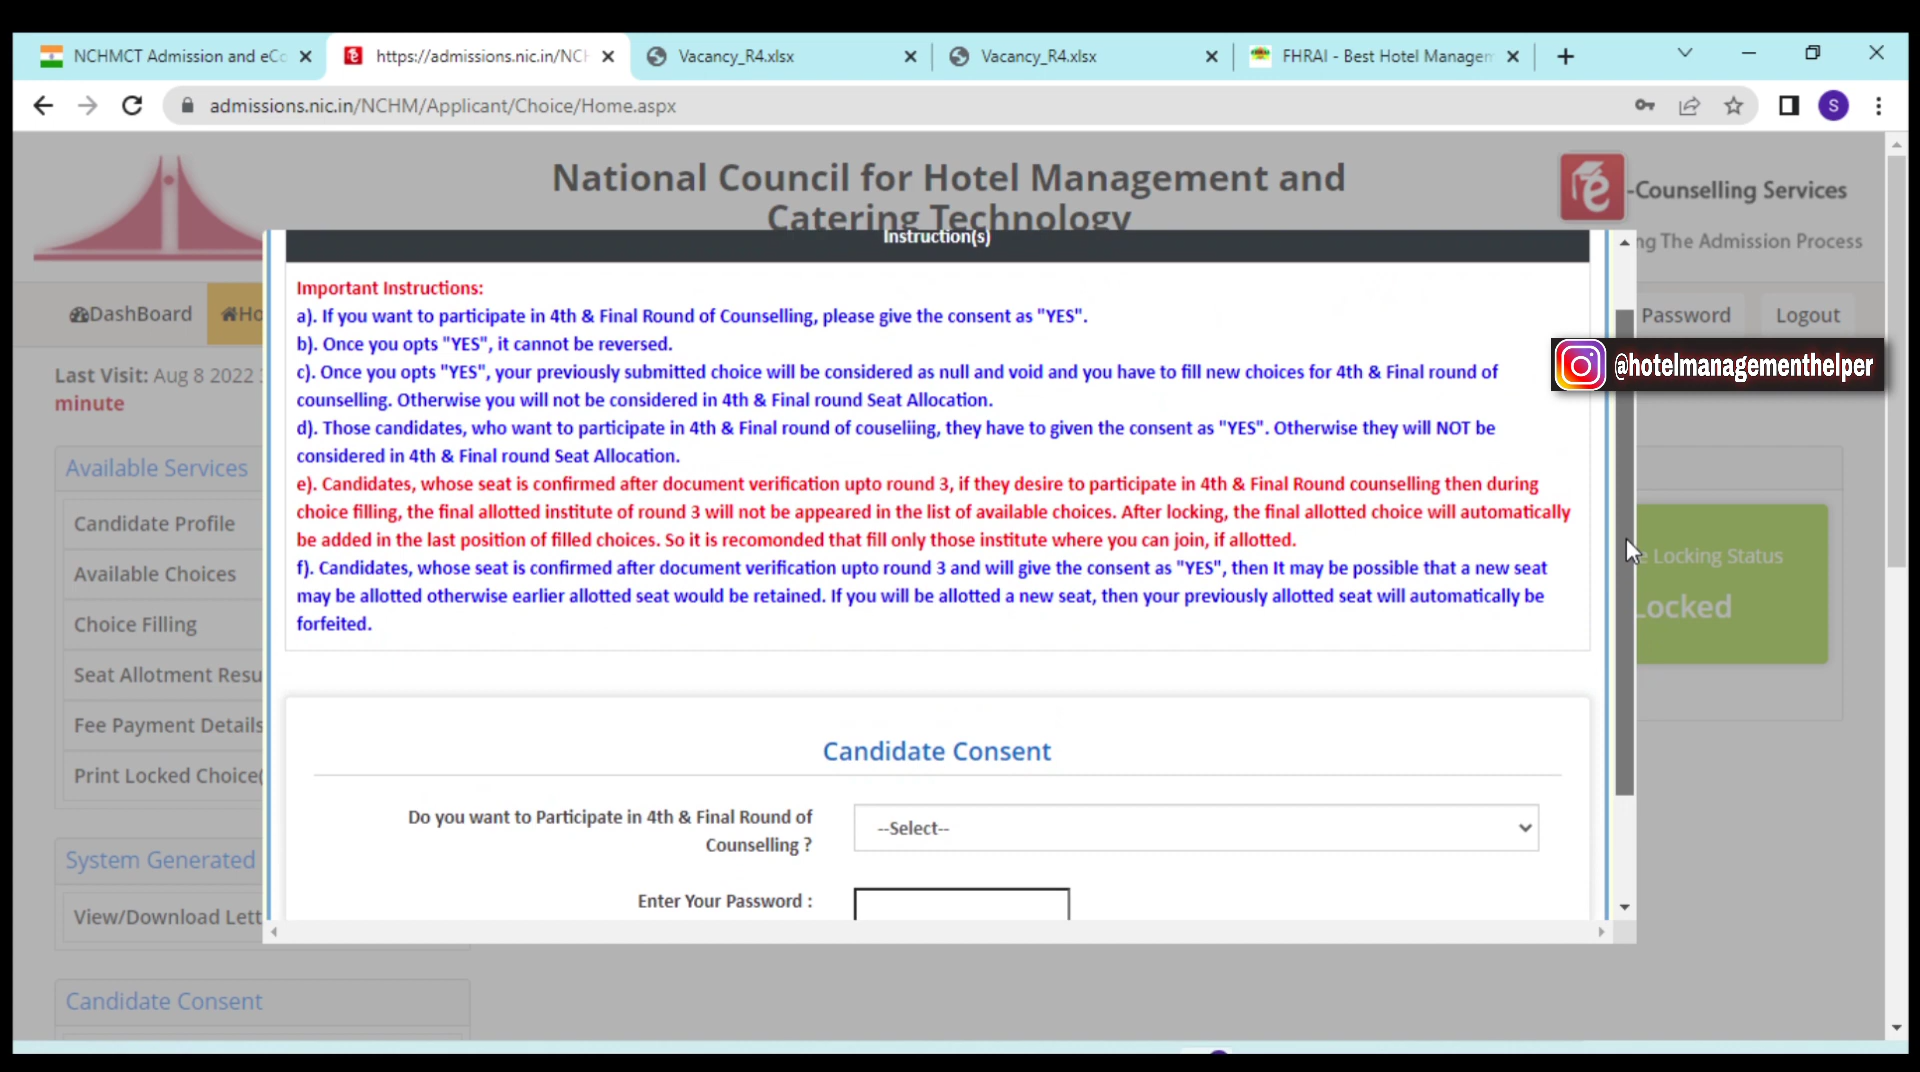 NCHMCT Admission and eCo
https://admissions.nic.in/NCH
Vacancy_R4.xlsx
Vacancy_R4.xlsx
FHRAI - Best Hotel Managem
admissions.nic.in/NCHM/Applicant/Choice/Home.aspx
S
National Council for Hotel Management and
Catering Technology
e
-Counselling Services
ng The Admission Process
DashBoard
Ho
Password
Logout
@hotelmanagementhelper
Last Visit: Aug 8 2022
minute
Instruction(s)
Important Instructions:
a). If you want to participate in 4th & Final Round of Counselling, please give the consent as "YES".
b). Once you opts "YES", it cannot be reversed.
c). Once you opts "YES", your previously submitted choice will be considered as null and void and you have to fill new choices for 4th & Final round of
counselling. Otherwise you will not be considered in 4th & Final round Seat Allocation.
d). Those candidates, who want to participate in 4th & Final round of couseliing, they have to given the consent as "YES". Otherwise they will NOT be
considered in 4th & Final round Seat Allocation.
e). Candidates, whose seat is confirmed after document verification upto round 3, if they desire to participate in 4th & Final Round counselling then during
choice filling, the final allotted institute of round 3 will not be appeared in the list of available choices. After locking, the final allotted choice will automatically
be added in the last position of filled choices. So it is recomonded that fill only those institute where you can join, if allotted.
f). Candidates, whose seat is confirmed after document verification upto round 3 and will give the consent as "YES", then It may be possible that a new seat
may be allotted otherwise earlier allotted seat would be retained. If you will be allotted a new seat, then your previously allotted seat will automatically be
forfeited.
Candidate Consent
Do you want to Participate in 4th & Final Round of
Counselling ?
--Select--
Enter Your Password :
Available Services
Candidate Profile
Available Choices
Choice Filling
Seat Allotment Resu
Fee Payment Details
Print Locked Choice(
System Generated
View/Download Lett
Candidate Consent
e Locking Status
Locked